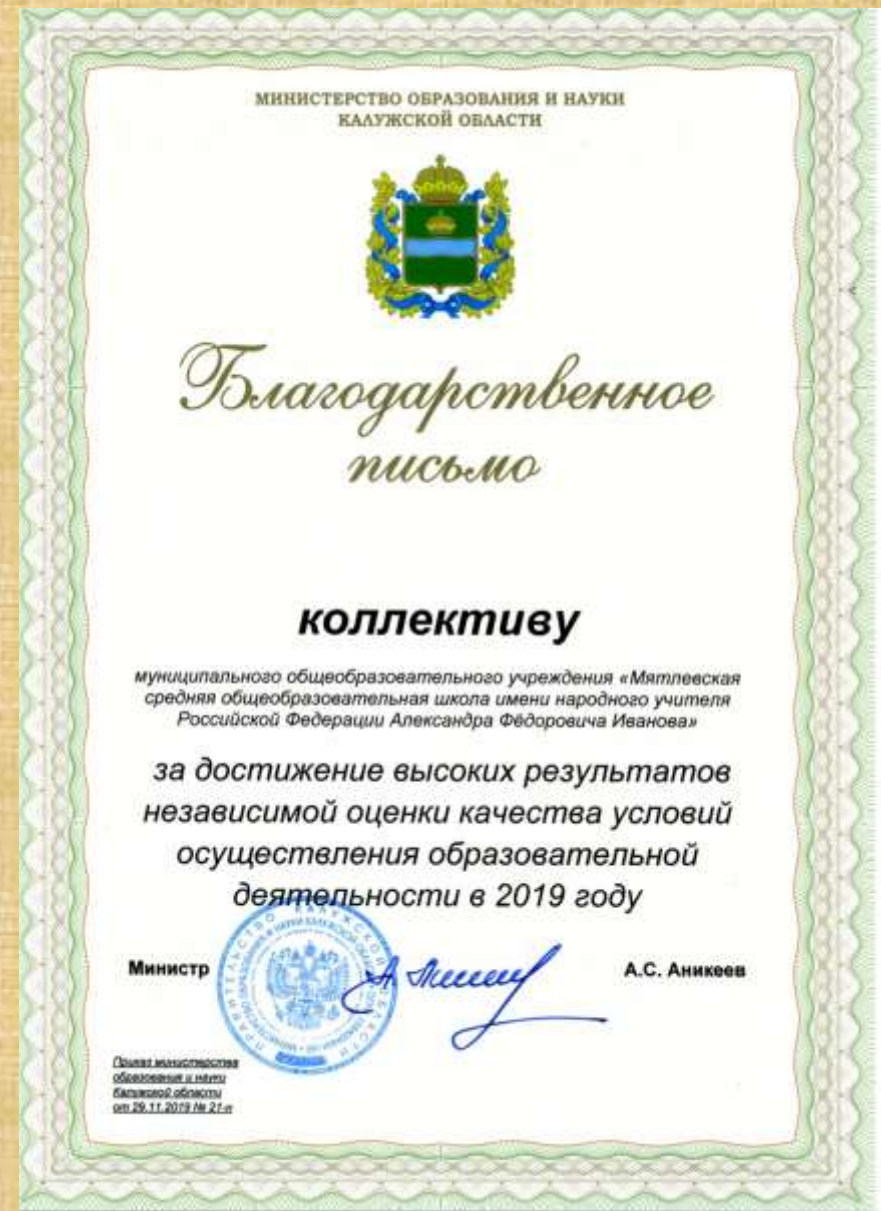 МИНИСТЕРСТВО ОБРАЗОВАНИЯ И НАУКИ
КАЛУЖСКОЙ ОБЛАСТИ
Благодарственное
письмо
коллективу
муниципального общеобразовательного учреждения «Мятлевская
средняя общеобразовательная школа имени народного учителя
Российской Федерации Александра Фёдоровича Иванова»
за достижение высоких результатов
независимой оценки качества условий
осуществления образовательной
деятельности в 2019 году
Министр
А.С. Аникеев
Приказ министерства
образования и науки
Калужской области
от 29.11.2019 № 21-п